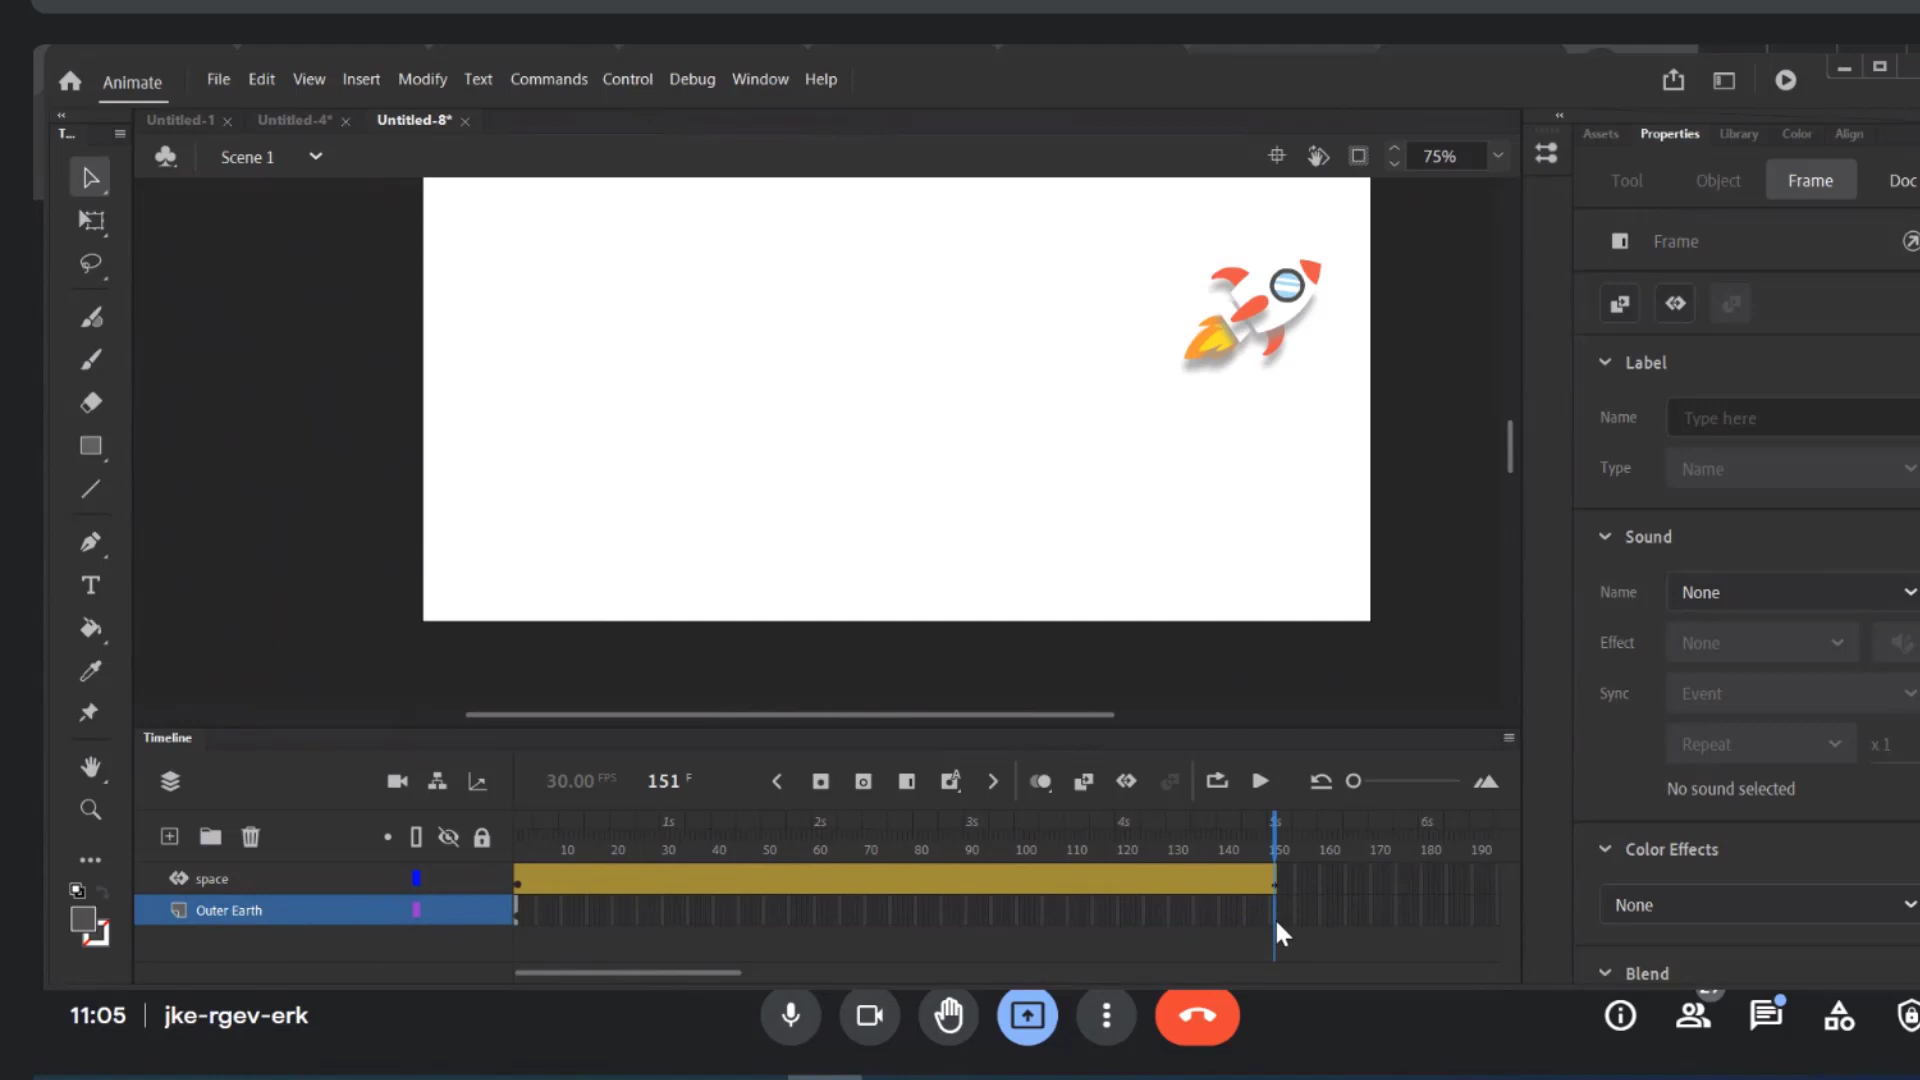 Animate File Edit View Insert Modify Text Commands Control Debug Window Help
T... Untitled-1 Untitled-4* Untitled-8*
Assets Properties Library Color Align
Scene 1 75%
Tool Object Frame Doc
Frame
Label
Name Type here
Type Name
Sound
Name None
Effect None
Sync Event
Repeat x 1
No sound selected
Color Effects
None
Blend
Timeline
30.00 FPS 151 F
1s 2s 3s 4s 5s 6s
10 20 30 40 50 60 70 80 90 100 110 120 130 140 150 160 170 180 190
space
Outer Earth
11:05 jke-rgev-erk